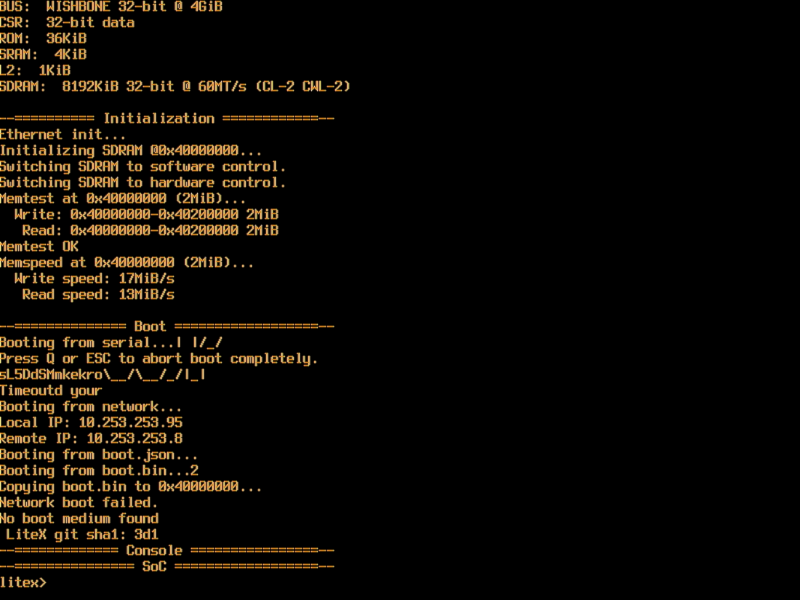 BUS:  WISHBONE 32-bit @ 4GiB
CSR:  32-bit data
ROM:  36KiB
SRAM:  4KiB
L2:  1KiB
SDRAM:  8192KiB 32-bit @ 60MT/s (CL-2 CWL-2)
--========== Initialization ============--
Ethernet init...
Initializing SDRAM @0x40000000...
Switching SDRAM to software control.
Switching SDRAM to hardware control.
Memtest at 0x40000000 (2MiB)...
  Write: 0x40000000-0x40200000 2MiB
   Read: 0x40000000-0x40200000 2MiB
Memtest OK
Memspeed at 0x40000000 (2MiB)...
  Write speed: 17MiB/s
   Read speed: 13MiB/s
--============== Boot ==================--
Booting from serial...| |/_/
Press Q or ESC to abort boot completely.
sL5DdSMmkekro\__/\__/_/|_|
Timeoutd your
Booting from network...
Local IP: 10.253.253.95
Remote IP: 10.253.253.8
Booting from boot.json...
Booting from boot.bin...2
Copying boot.bin to 0x40000000...
Network boot failed.
No boot medium found
 LiteX git sha1: 3d1
--============= Console ================--
--=============== SoC ==================--
litex>